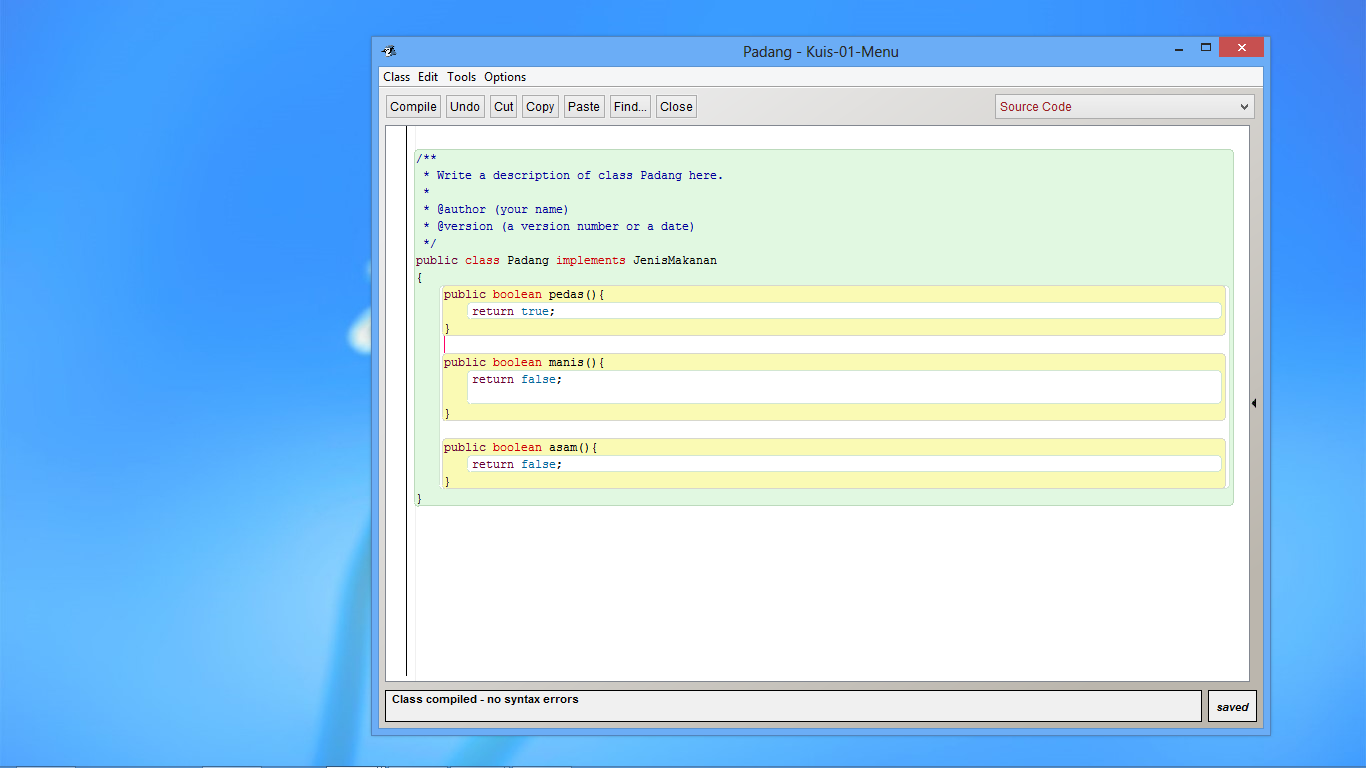 Padang - Kuis-01-Menu
Class Edit Tools Options
Compile Undo Cut Copy Paste Find... Close Source Code
/**
 * Write a description of class Padang here.
 *
 * @author (your name)
 * @version (a version number or a date)
 */
public class Padang implements JenisMakanan
{
    public boolean pedas(){
        return true;
    }
    public boolean manis(){
        return false;
    }
    public boolean asam(){
        return false;
    }
}
Class compiled - no syntax errors
saved